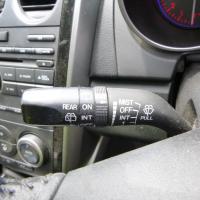 REAR ON MIST
OFF
INT INT PULL